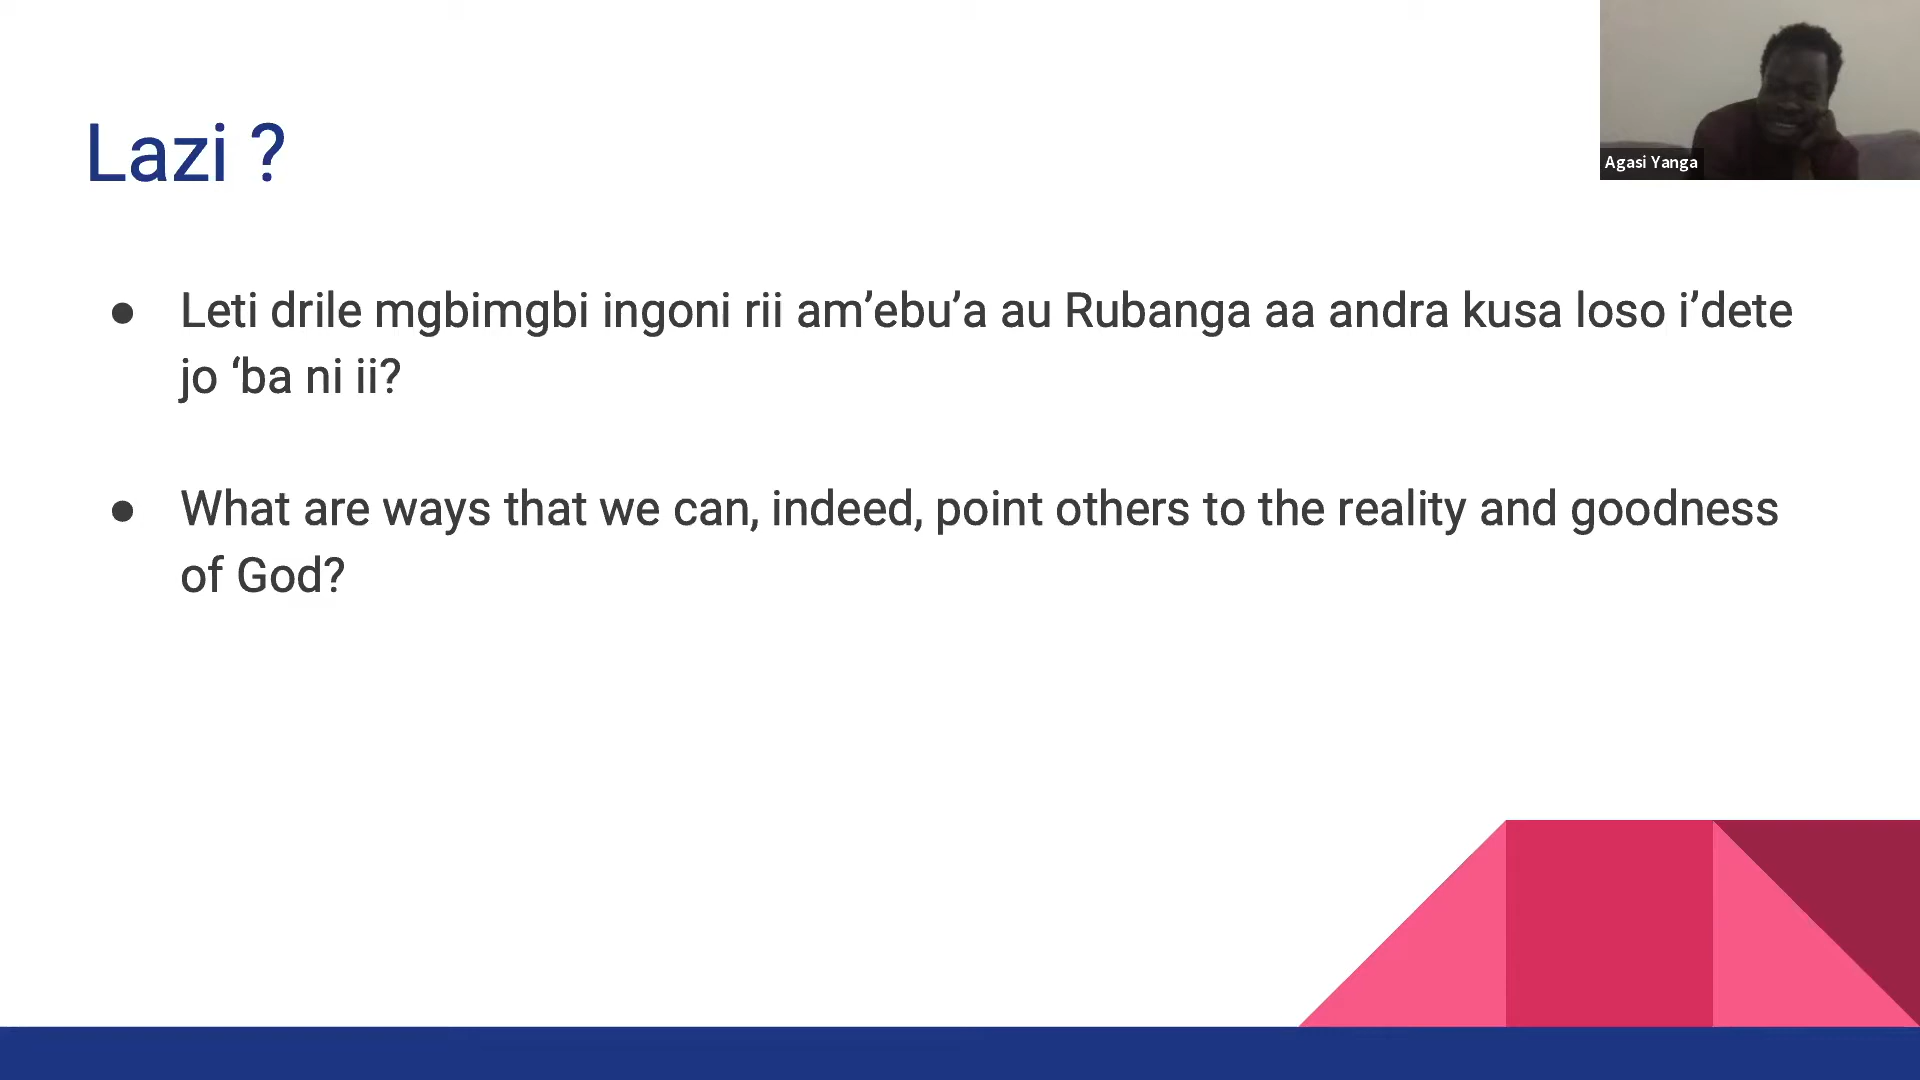 Lazi ?
Agasi Yanga
● Leti drile mgbimgbi ingoni rii am’ebu’a au Rubanga aa andra kusa loso i’dete
jo ‘ba ni ii?
● What are ways that we can, indeed, point others to the reality and goodness
of God?